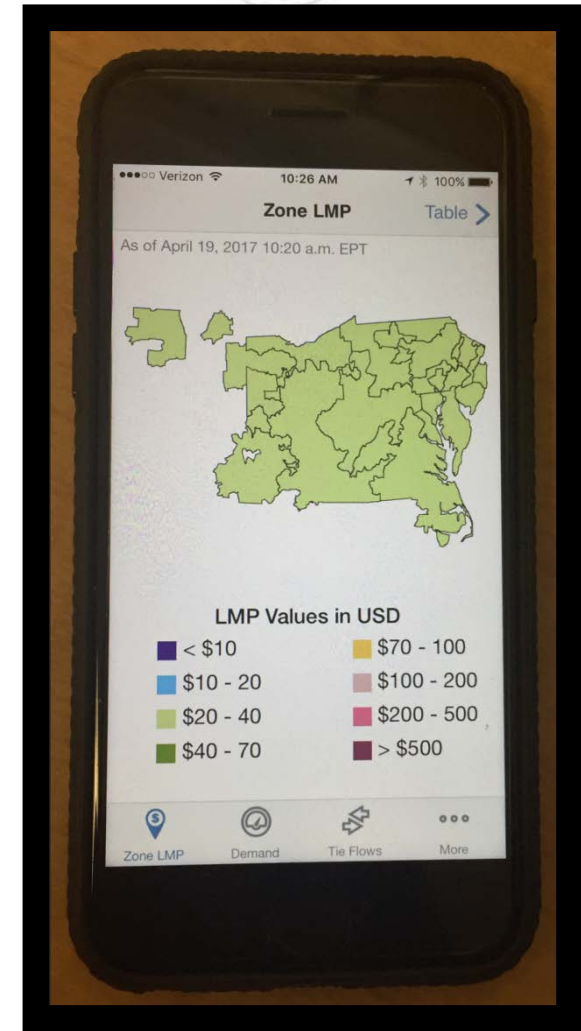 ●●●○○ Verizon 10:26 AM 100%
Zone LMP Table >
As of April 19, 2017 10:20 a.m. EPT
LMP Values in USD
< $10 $70 - 100
$10 - 20 $100 - 200
$20 - 40 $200 - 500
$40 - 70 > $500
$
Zone LMP Demand Tie Flows More